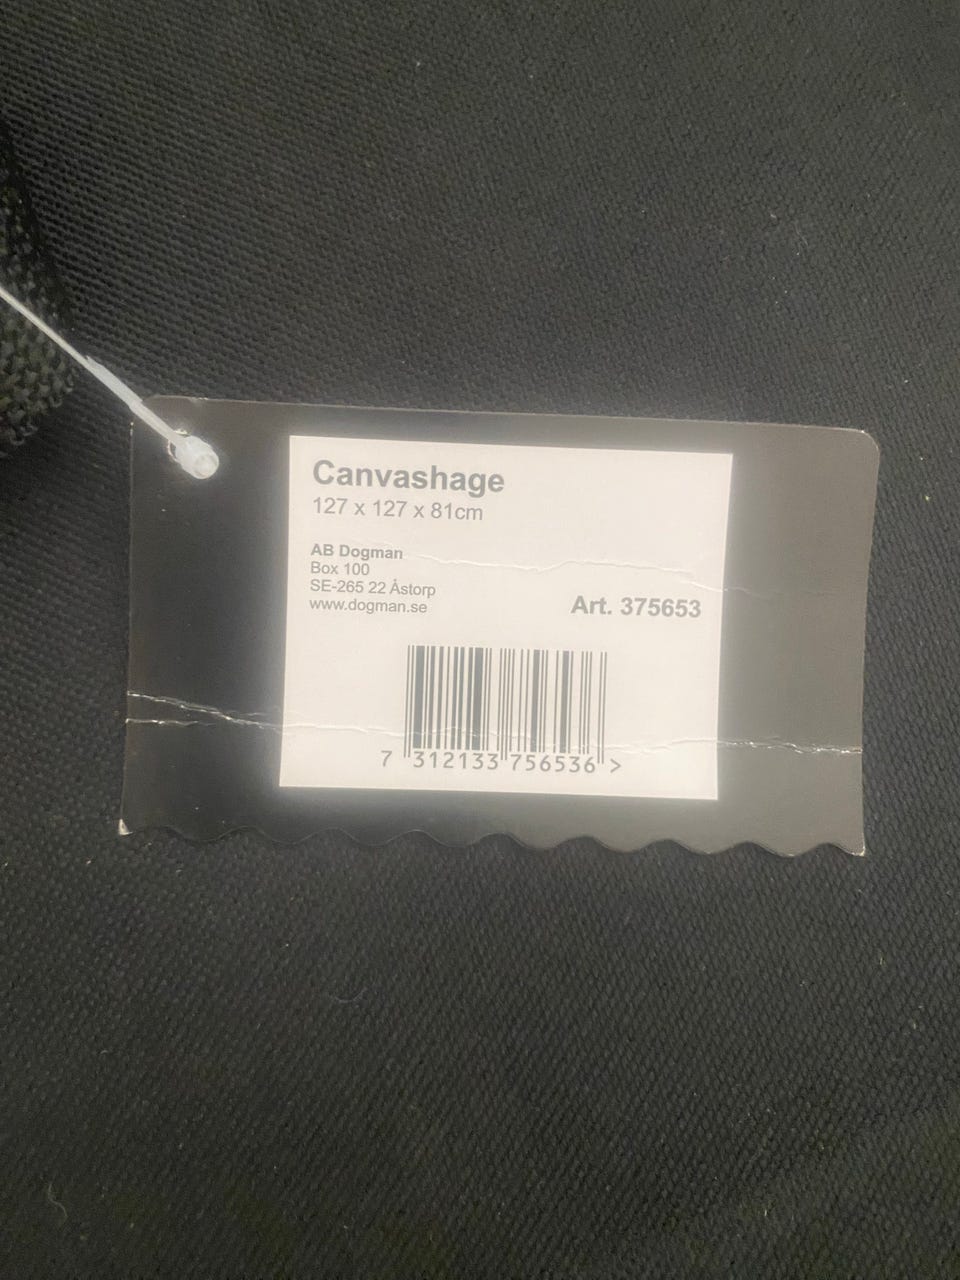 Canvashage
127 x 127 x 81cm
AB Dogman
Box 100
SE-265 22 Åstorp
www.dogman.se
Art. 375653
7 312133 756536 >